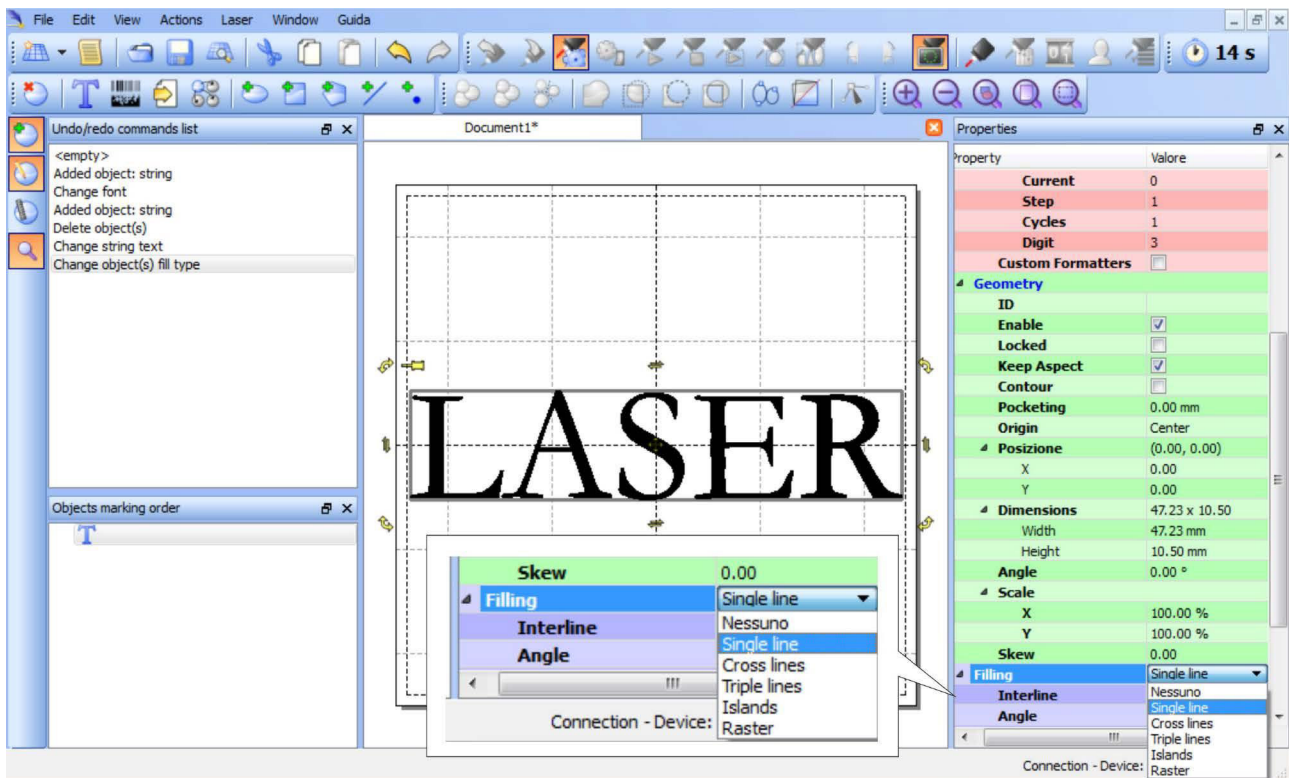 File Edit View Actions Laser Window Guida
14 s
T
Undo/redo commands list
<empty>
Added object: string
Change font
Added object: string
Delete object(s)
Change string text
Change object(s) fill type
Objects marking order
T
Document1*
LASER
Properties
Property Valore
Current 0
Step 1
Cycles 1
Digit 3
Custom Formatters
Geometry
ID
Enable
Locked
Keep Aspect
Contour
Pocketing 0.00 mm
Origin Center
Posizione (0.00, 0.00)
X 0.00
Y 0.00
Dimensions 47.23 x 10.50
Width 47.23 mm
Height 10.50 mm
Angle 0.00 °
Scale
X 100.00 %
Y 100.00 %
Skew 0.00
Filling Single line
Interline
Angle
Nessuno
Single line
Cross lines
Triple lines
Islands
Raster
Connection - Device:
Skew 0.00
Filling Single line
Interline
Angle
Nessuno
Single line
Cross lines
Triple lines
Islands
Raster
Connection - Device: